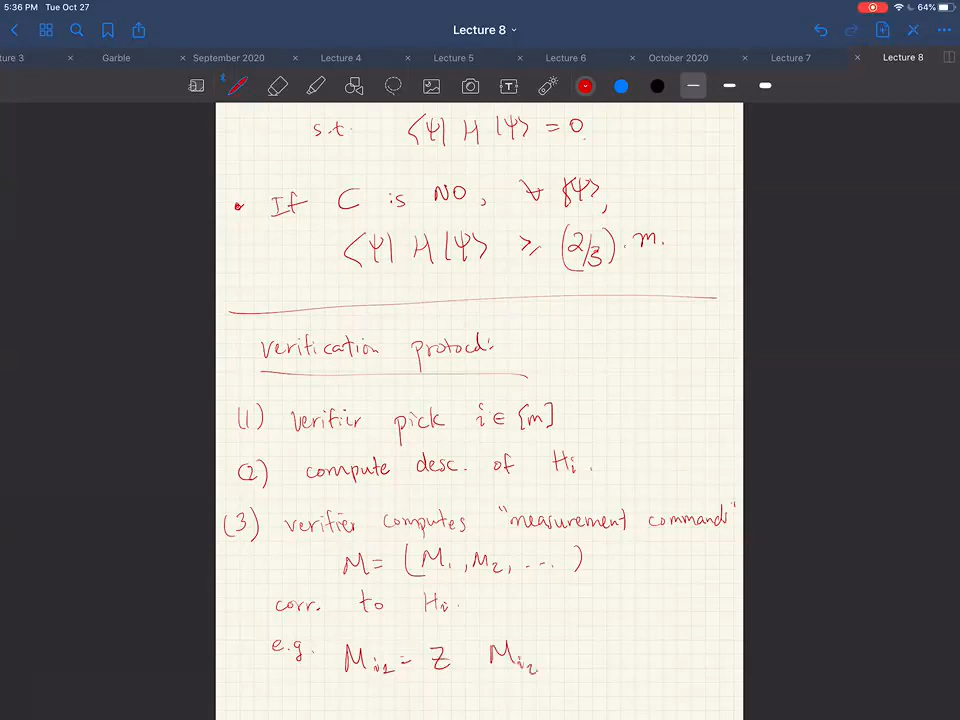 5:36 PM Tue Oct 27
64%
Lecture 8
ture 3 × Garble × September 2020 Lecture 4 × Lecture 5 × Lecture 6 × October 2020 × Lecture 7 × Lecture 8
s.t. ⟨Ψ| H |Ψ⟩ = 0
• If C is NO, ∀ |Ψ⟩,
⟨Ψ| H |Ψ⟩ ≥ (2/3) · m.
Verification protocol:
(1) Verifier pick i ∈ [m]
(2) compute desc. of Hi.
(3) verifier computes "measurement commands"
M = (M1, M2, ...)
corr. to Hi.
e.g. Mi1 = Z Mi2